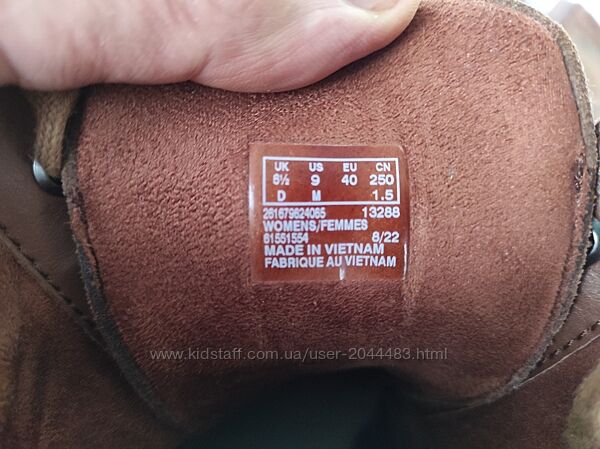 UK US EU CN
6½ 9 40 250
D M 1.5
261679624065 13288
WOMENS/FEMMES
61551554 8/22
MADE IN VIETNAM
FABRIQUE AU VIETNAM
www.kidstaff.com.ua/user-2044483.html